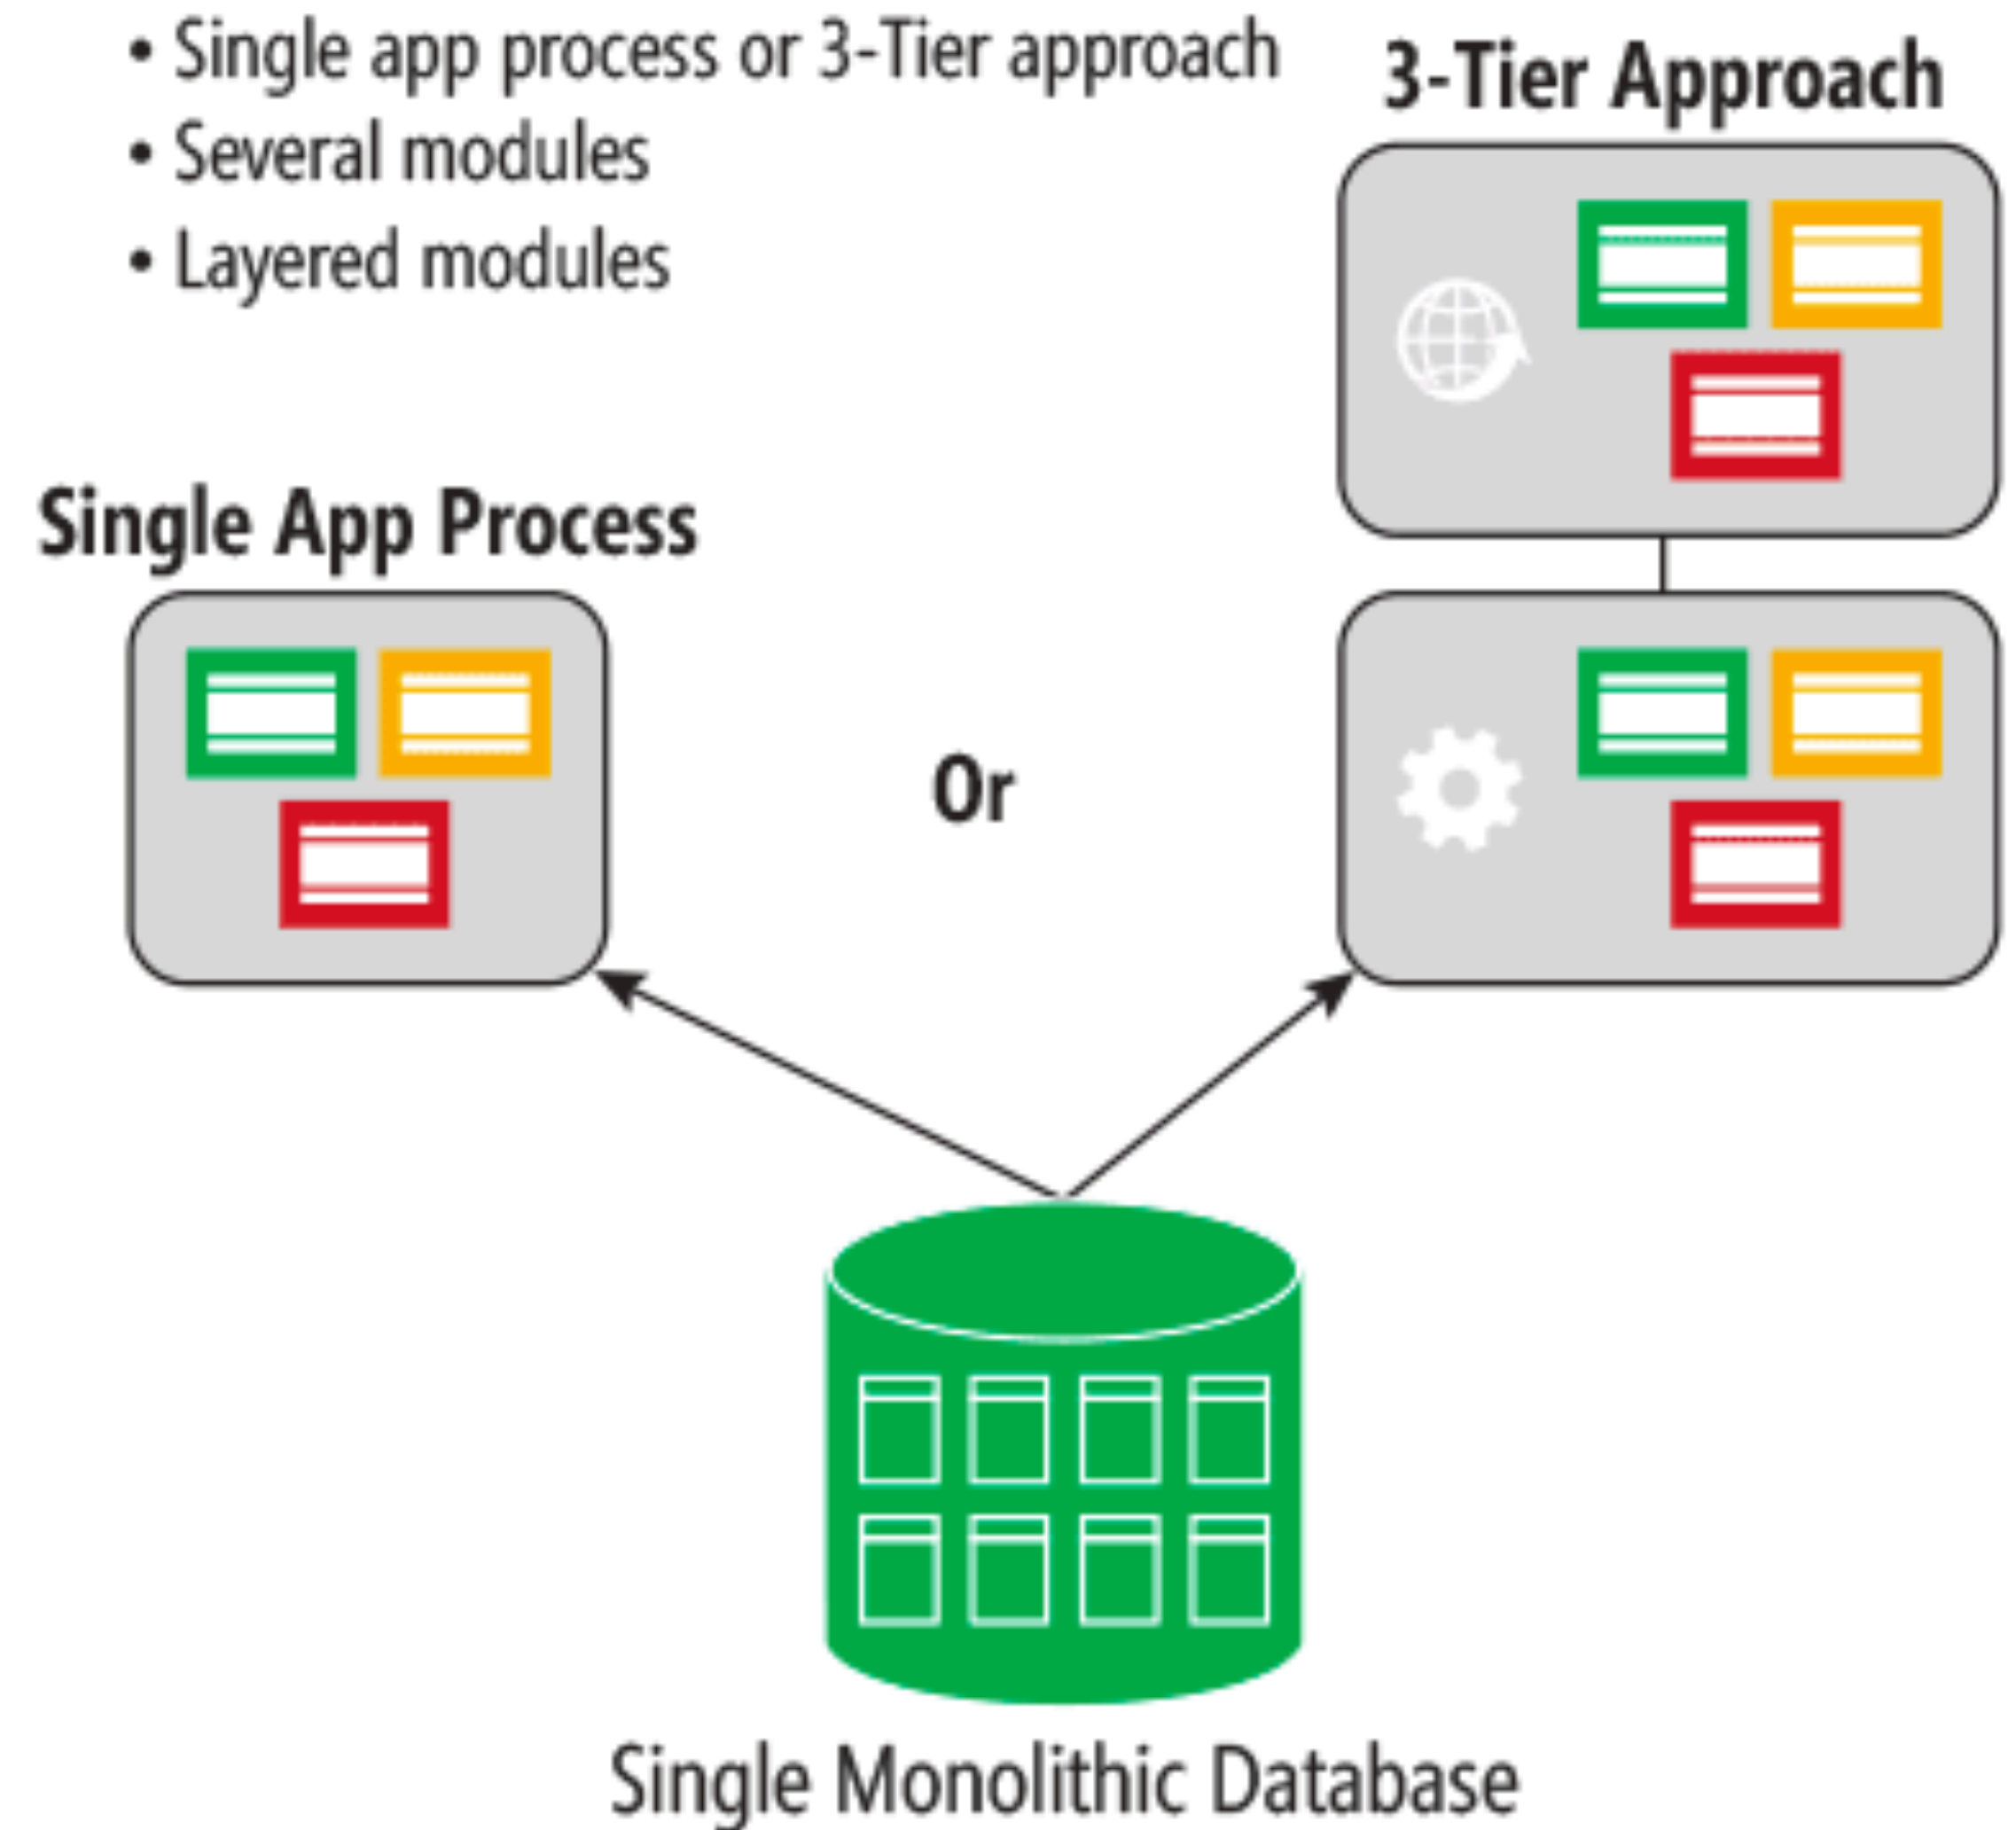 • Single app process or 3-Tier approach
• Several modules
• Layered modules
3-Tier Approach
Single App Process
Or
Single Monolithic Database